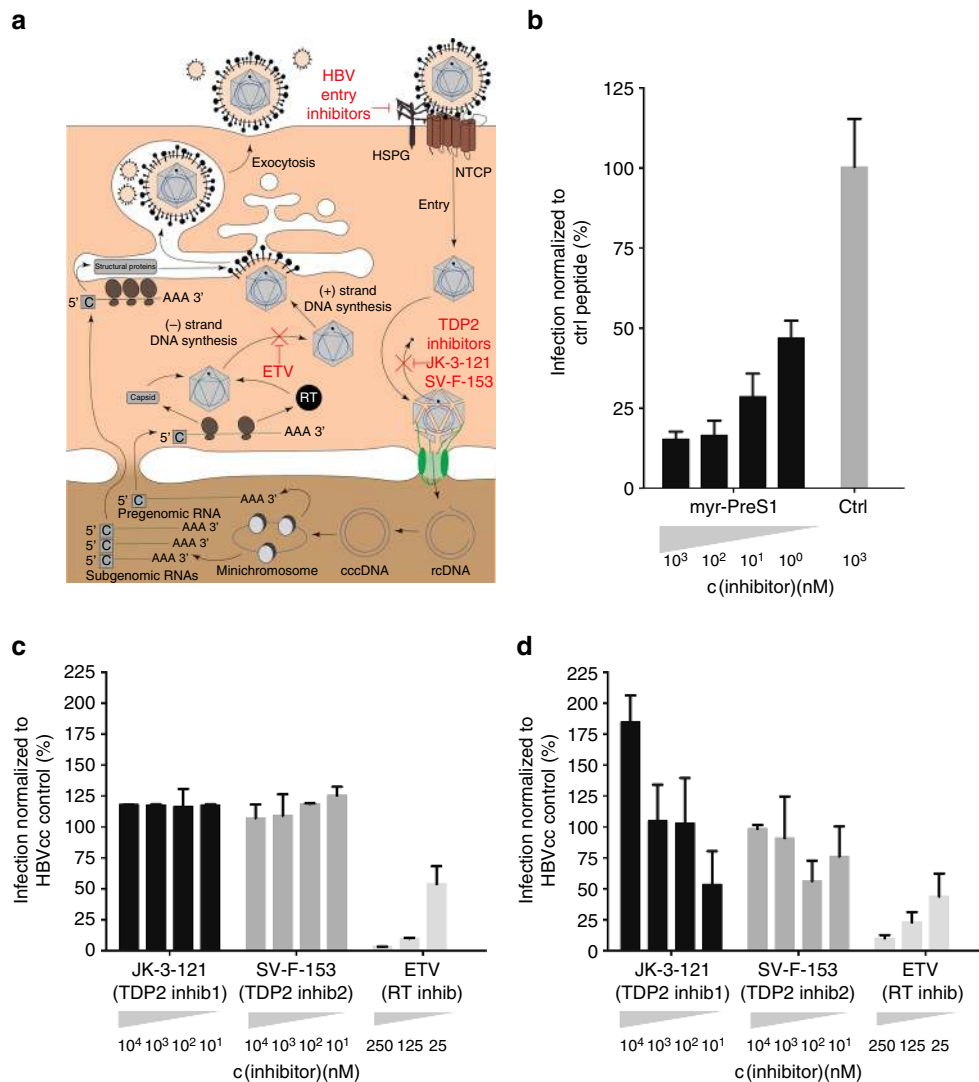 a
HBV
entry
inhibitors
HSPG
NTCP
Exocytosis
Entry
Structural proteins
5' C AAA 3'
(+) strand
DNA synthesis
(–) strand
DNA synthesis
TDP2
inhibitors
JK-3-121
SV-F-153
ETV
Capsid
RT
5' C AAA 3'
5' C AAA 3'
Pregenomic RNA
5' C AAA 3'
5' C AAA 3'
5' C AAA 3'
Subgenomic RNAs
Minichromosome
cccDNA
rcDNA
b
Infection normalized to
ctrl peptide (%)
125
100
75
50
25
0
myr-PreS1 Ctrl
10³ 10² 10¹ 10⁰ 10³
c(inhibitor)(nM)
c
Infection normalized to
HBVcc control (%)
225
200
175
150
125
100
75
50
25
0
JK-3-121 SV-F-153 ETV
(TDP2 inhib1) (TDP2 inhib2) (RT inhib)
10⁴ 10³ 10² 10¹ 10⁴ 10³ 10² 10¹ 250 125 25
c(inhibitor)(nM)
d
Infection normalized to
HBVcc control (%)
225
200
175
150
125
100
75
50
25
0
JK-3-121 SV-F-153 ETV
(TDP2 inhib1) (TDP2 inhib2) (RT inhib)
10⁴ 10³ 10² 10¹ 10⁴ 10³ 10² 10¹ 250 125 25
c(inhibitor)(nM)